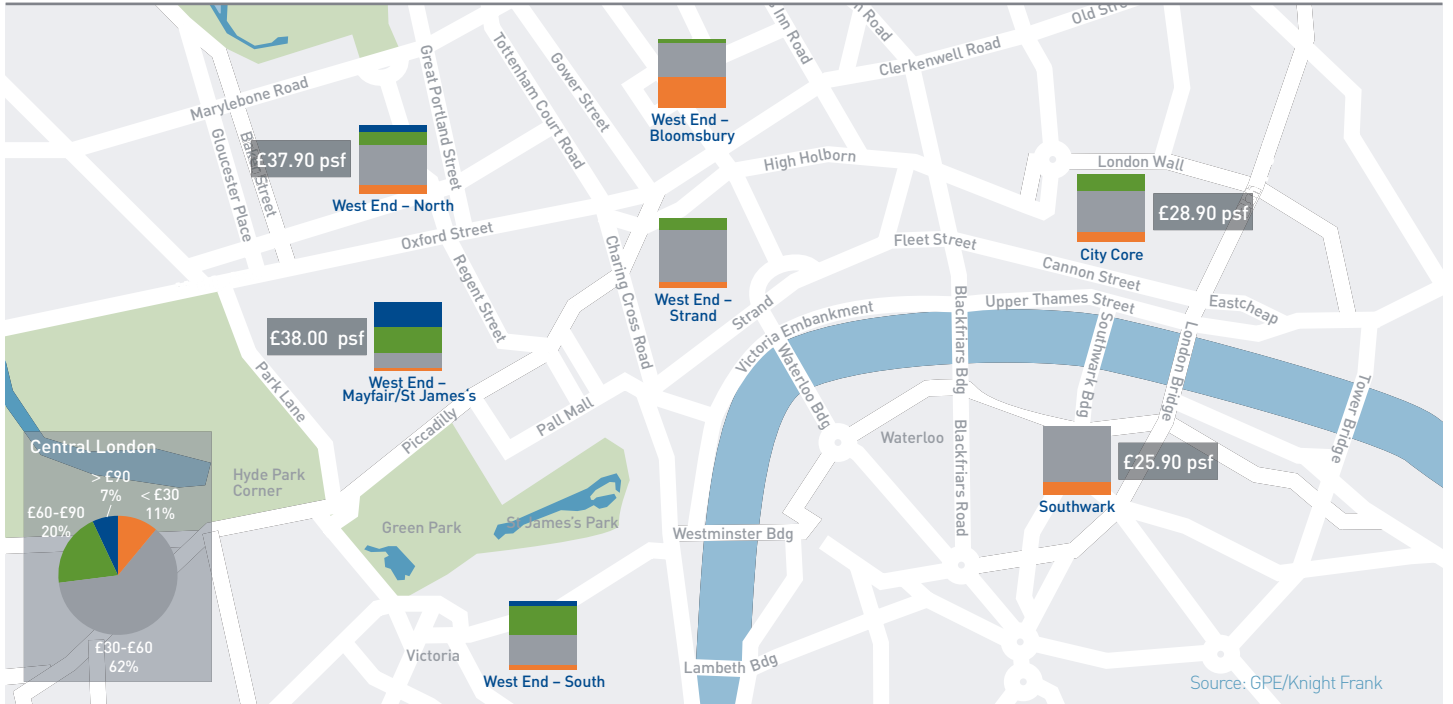 Inn Road
Road
Old Stre
Clerkenwell Road
Great Portland Street
Tottenham Court Road
Gower Street
Marylebone Road
Gloucester Place
Baker Street
West End –
Bloomsbury
£37.90 psf
West End – North
High Holborn
London Wall
£28.90 psf
City Core
Oxford Street
Regent Street
Charing Cross Road
Fleet Street
Cannon Street
West End –
Strand
Strand
Victoria Embankment
Upper Thames Street
Eastcheap
Blackfriars Bdg
Southwark Bdg
London Bridge
Tower Bridge
£38.00 psf
West End –
Mayfair/St James's
Park Lane
Piccadilly
Pall Mall
Waterloo Bdg
Waterloo
Blackfriars Road
£25.90 psf
Southwark
Central London
> £90
7%
< £30
11%
£60-£90
20%
£30-£60
62%
Hyde Park
Corner
Green Park
St James's Park
Westminster Bdg
Victoria
West End – South
Lambeth Bdg
Source: GPE/Knight Frank